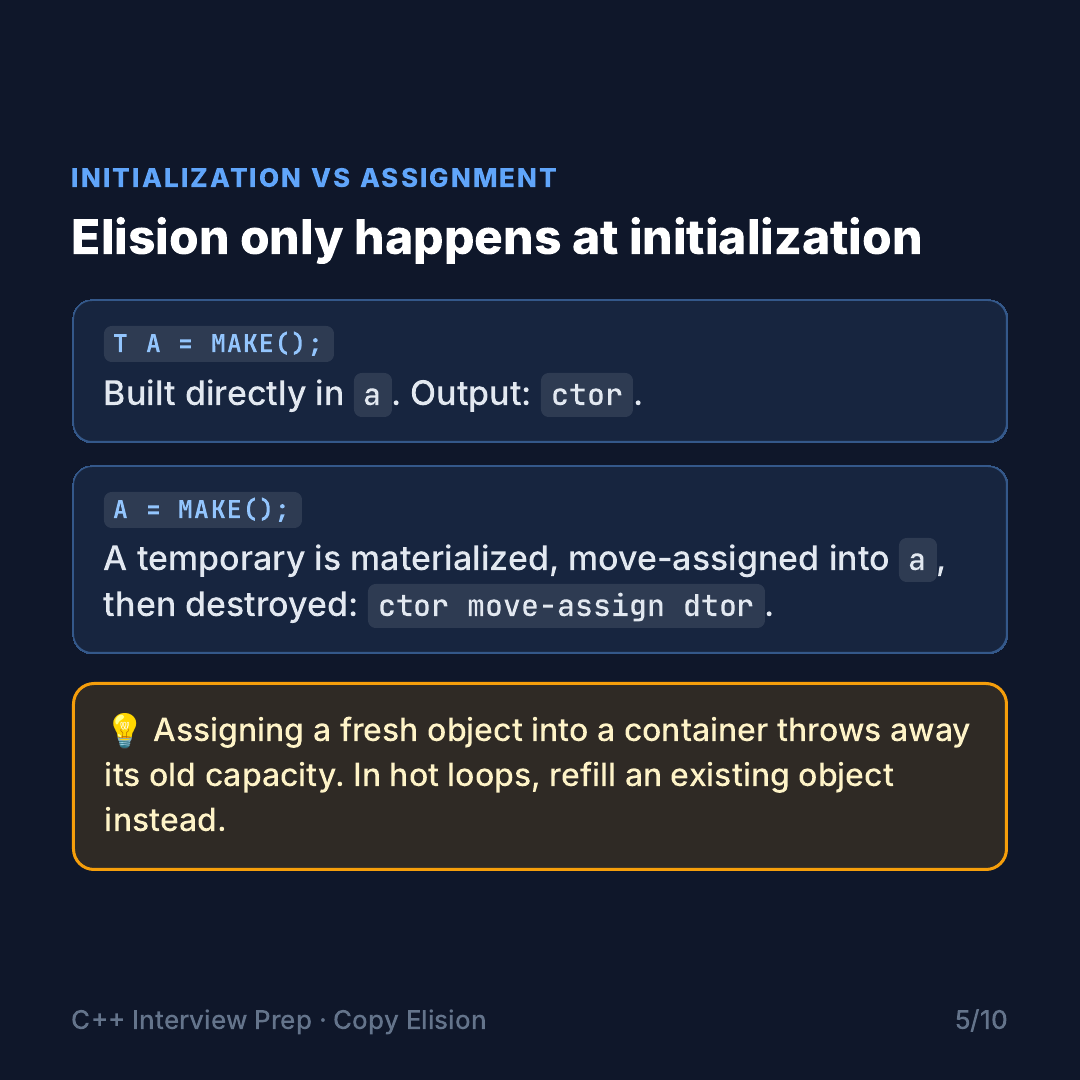 INITIALIZATION VS ASSIGNMENT
Elision only happens at initialization
T A = MAKE();
Built directly in a. Output: ctor.
A = MAKE();
A temporary is materialized, move-assigned into a,
then destroyed: ctor move-assign dtor.
💡 Assigning a fresh object into a container throws away
its old capacity. In hot loops, refill an existing object
instead.
C++ Interview Prep · Copy Elision
5/10